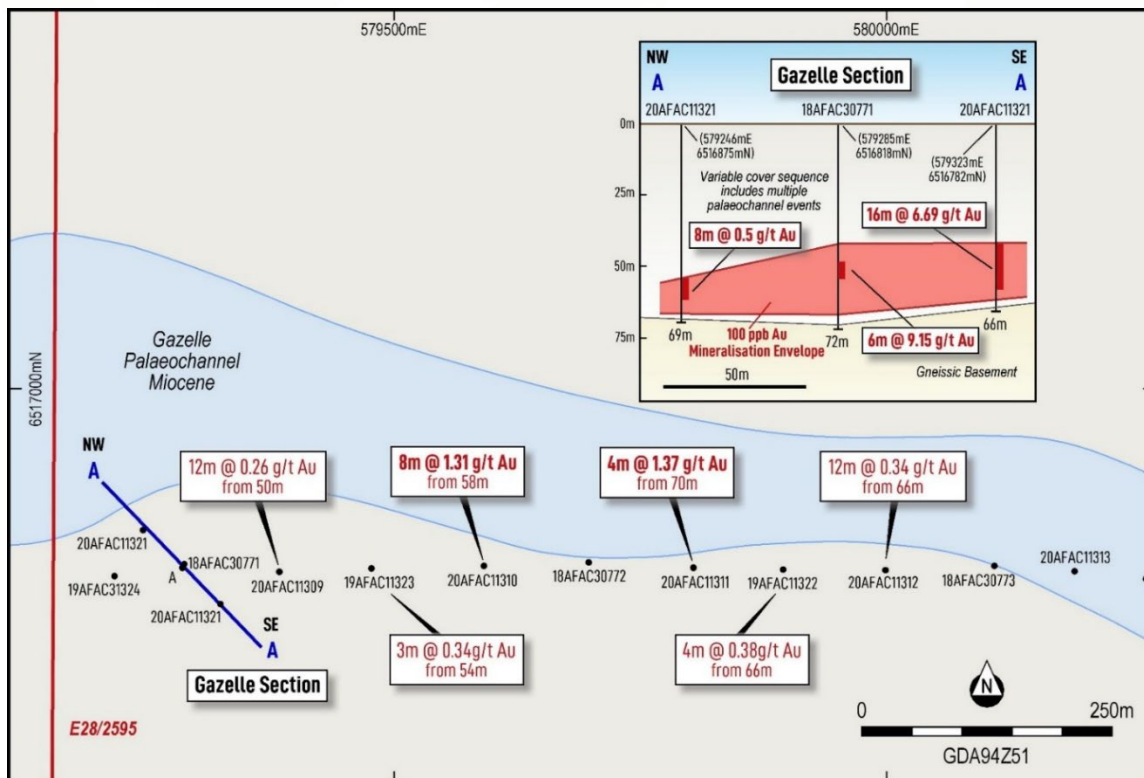 579500mE
580000mE
NW
A
Gazelle Section
SE
A
20AFAC11321
18AFAC30771
20AFAC11321
0m
(579246mE
6516875mN)
(579285mE
6516818mN)
(579323mE
6516782mN)
Variable cover sequence
includes multiple
palaeochannel events
25m
16m @ 6.69 g/t Au
8m @ 0.5 g/t Au
50m
69m
100 ppb Au
Mineralisation Envelope
72m
6m @ 9.15 g/t Au
66m
75m
Gneissic Basement
50m
6517000mN
Gazelle
Palaeochannel
Miocene
NW
A
12m @ 0.26 g/t Au
from 50m
8m @ 1.31 g/t Au
from 58m
4m @ 1.37 g/t Au
from 70m
12m @ 0.34 g/t Au
from 66m
20AFAC11321
18AFAC30771
A
19AFAC31324
20AFAC11309
19AFAC11323
20AFAC11310
18AFAC30772
20AFAC11311
19AFAC11322
20AFAC11312
18AFAC30773
20AFAC11313
20AFAC11321
SE
A
Gazelle Section
3m @ 0.34g/t Au
from 54m
4m @ 0.38g/t Au
from 66m
E28/2595
N
0
250m
GDA94Z51